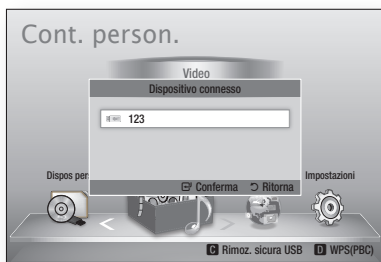 Cont. person.
Video
Dispositivo connesso
123
Dispos per
Impostazioni
Conferma Ritorna
C Rimoz. sicura USB D WPS(PBC)